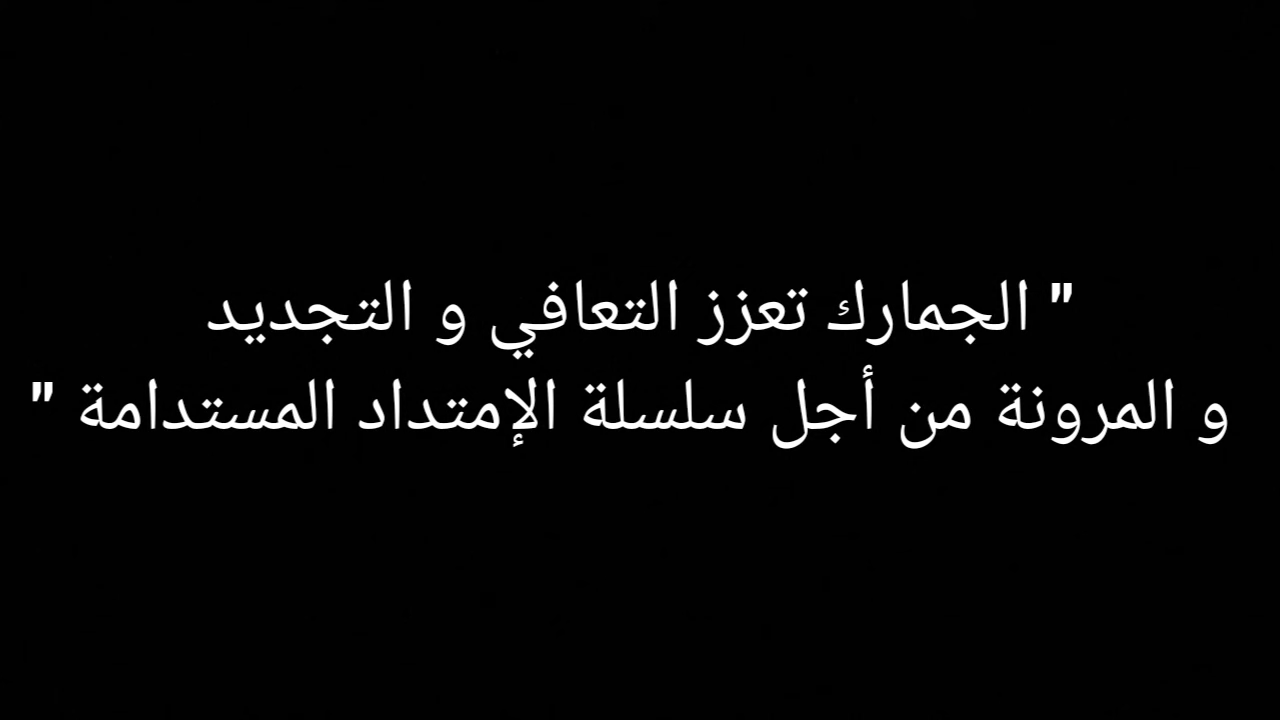 " الجمارك تعزز التعافي و التجديد
و المرونة من أجل سلسلة الإمتداد المستدامة "